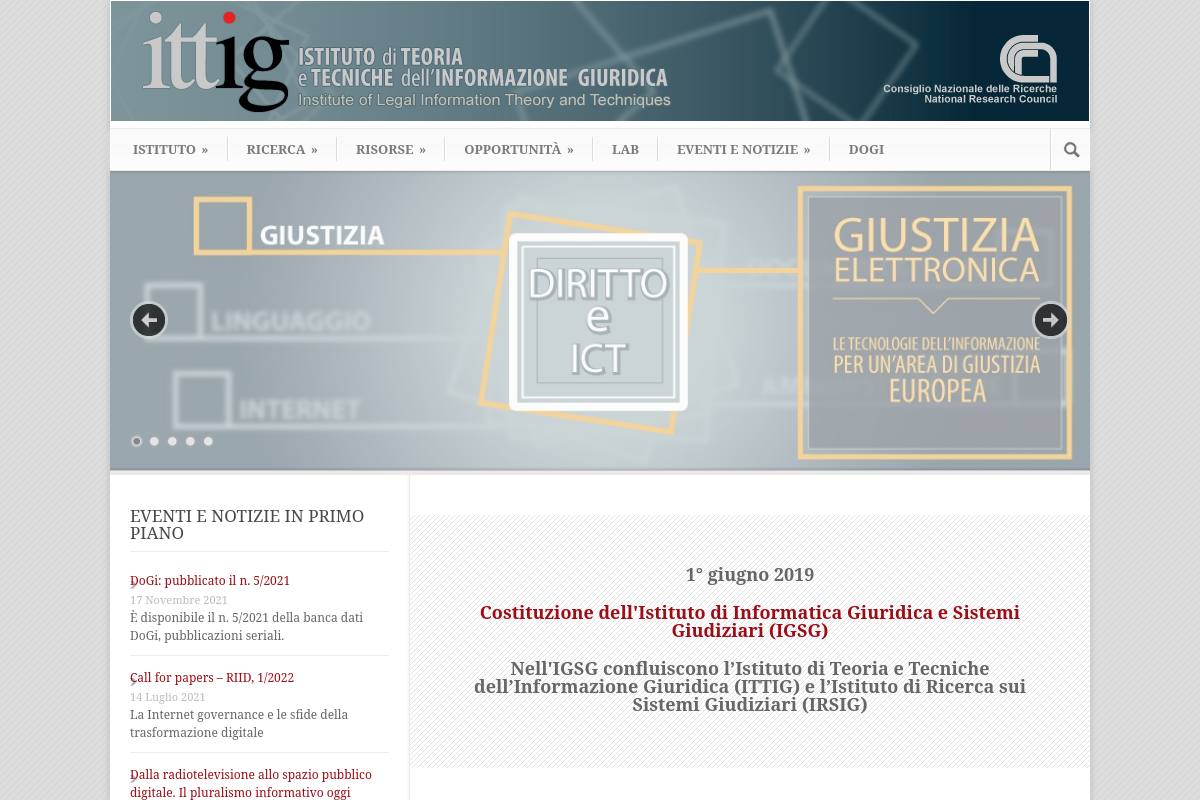 ittig
ISTITUTO di TEORIA
e TECNICHE dell'INFORMAZIONE GIURIDICA
Institute of Legal Information Theory and Techniques
Consiglio Nazionale delle Ricerche
National Research Council
ISTITUTO » RICERCA » RISORSE » OPPORTUNITÀ » LAB EVENTI E NOTIZIE » DOGI
GIUSTIZIA
LINGUAGGIO
INTERNET
DIRITTO
e
ICT
GIUSTIZIA
ELETTRONICA
LE TECNOLOGIE DELL'INFORMAZIONE
PER UN'AREA DI GIUSTIZIA
EUROPEA
EVENTI E NOTIZIE IN PRIMO
PIANO
DoGi: pubblicato il n. 5/2021
17 Novembre 2021
È disponibile il n. 5/2021 della banca dati
DoGi, pubblicazioni seriali.
Call for papers – RIID, 1/2022
14 Luglio 2021
La Internet governance e le sfide della
trasformazione digitale
Dalla radiotelevisione allo spazio pubblico
digitale. Il pluralismo informativo oggi
1° giugno 2019
Costituzione dell'Istituto di Informatica Giuridica e Sistemi
Giudiziari (IGSG)
Nell'IGSG confluiscono l’Istituto di Teoria e Tecniche
dell’Informazione Giuridica (ITTIG) e l’Istituto di Ricerca sui
Sistemi Giudiziari (IRSIG)